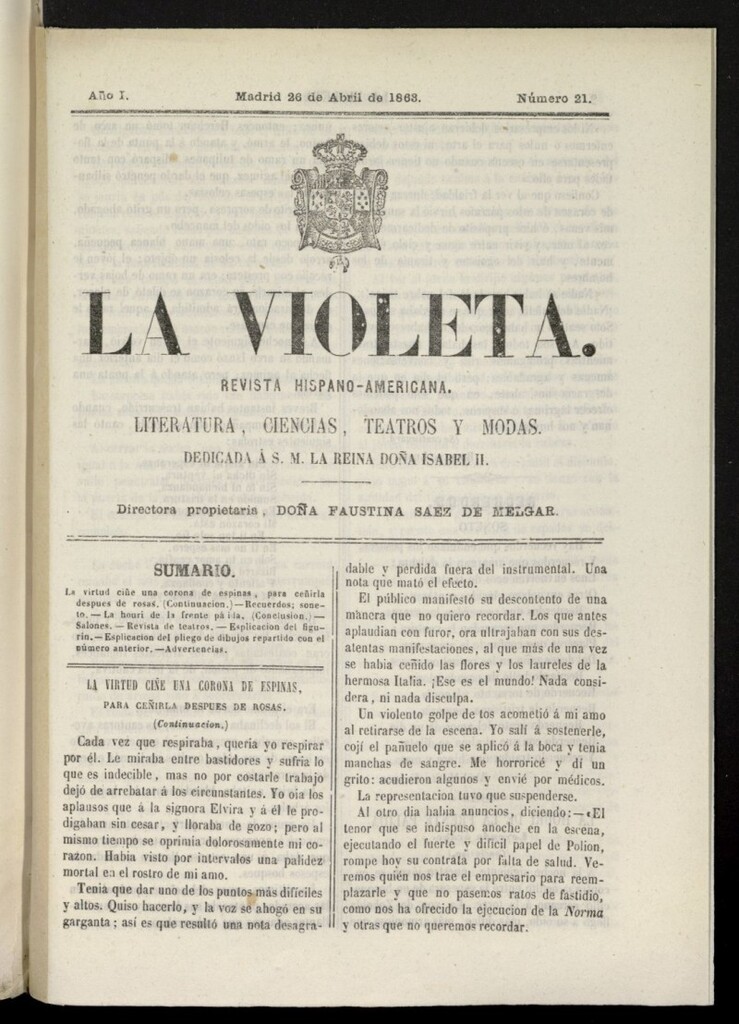 Año I.
Madrid 26 de Abril de 1863.
Número 21.
LA VIOLETA.
REVISTA HISPANO-AMERICANA.
LITERATURA, CIENCIAS, TEATROS Y MODAS.
DEDICADA Á S. M. LA REINA DOÑA ISABEL II.
Directora propietaria, DOÑA FAUSTINA SAEZ DE MELGAR.
SUMARIO.
La virtud ciñe una corona de espinas, para ceñirla
despues de rosas. (Continuacion.)—Recuerdos; sone-
to.—La houri de la frente pálida, (Conclusion.)—
Salones.—Revista de teatros.—Esplicacion del figu-
rin.—Esplicacion del pliego de dibujos repartido con el
número anterior.—Advertencias.
LA VIRTUD CIÑE UNA CORONA DE ESPINAS,
PARA CEÑIRLA DESPUES DE ROSAS.
(Continuacion.)
Cada vez que respiraba, queria yo respirar
por él. Le miraba entre bastidores y sufria lo
que es indecible, mas no por costarle trabajo
dejó de arrebatar á los circunstantes. Yo oia los
aplausos que á la signora Elvira y á él le pro-
digaban sin cesar, y lloraba de gozo; pero al
mismo tiempo se oprimia dolorosamente mi co-
razon. Habia visto por intervalos una palidez
mortal en el rostro de mi amo.
Tenia que dar uno de los puntos más difíciles
y altos. Quiso hacerlo, y la voz se ahogó en su
garganta; así es que resultó una nota desagra-
dable y perdida fuera del instrumental. Una
nota que mató el efecto.
El público manifestó su descontento de una
manera que no quiero recordar. Los que antes
aplaudian con furor, ora ultrajaban con sus des-
atentas manifestaciones, al que más de una vez
se habia ceñido las flores y los laureles de la
hermosa Italia. ¡Ese es el mundo! Nada consi-
dera, ni nada disculpa.
Un violento golpe de tos acometió á mi amo
al retirarse de la escena. Yo salí á sostenerle,
cojí el pañuelo que se aplicó á la boca y tenia
manchas de sangre. Me horroricé y dí un
grito: acudieron algunos y envié por médicos.
La representacion tuvo que suspenderse.
Al otro dia habia anuncios, diciendo:—«El
tenor que se indispuso anoche en la escena,
ejecutando el fuerte y difícil papel de Polion,
rompe hoy su contrata por falta de salud. Ve-
remos quién nos trae el empresario para reem-
plazarle y que no pasemos ratos de fastidio,
como nos ha ofrecido la ejecucion de la Norma
y otras que no queremos recordar.